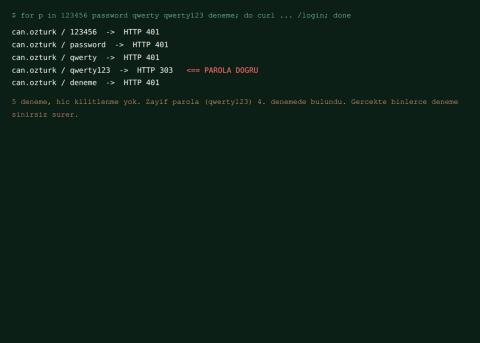 $ for p in 123456 password qwerty qwerty123 deneme; do curl ... /login; done
can.ozturk / 123456 -> HTTP 401
can.ozturk / password -> HTTP 401
can.ozturk / qwerty -> HTTP 401
can.ozturk / qwerty123 -> HTTP 303 <== PAROLA DOGRU
can.ozturk / deneme -> HTTP 401
5 deneme, hic kilitlenme yok. Zayif parola (qwerty123) 4. denemede bulundu. Gercekte binlerce deneme
sinirsiz surer.